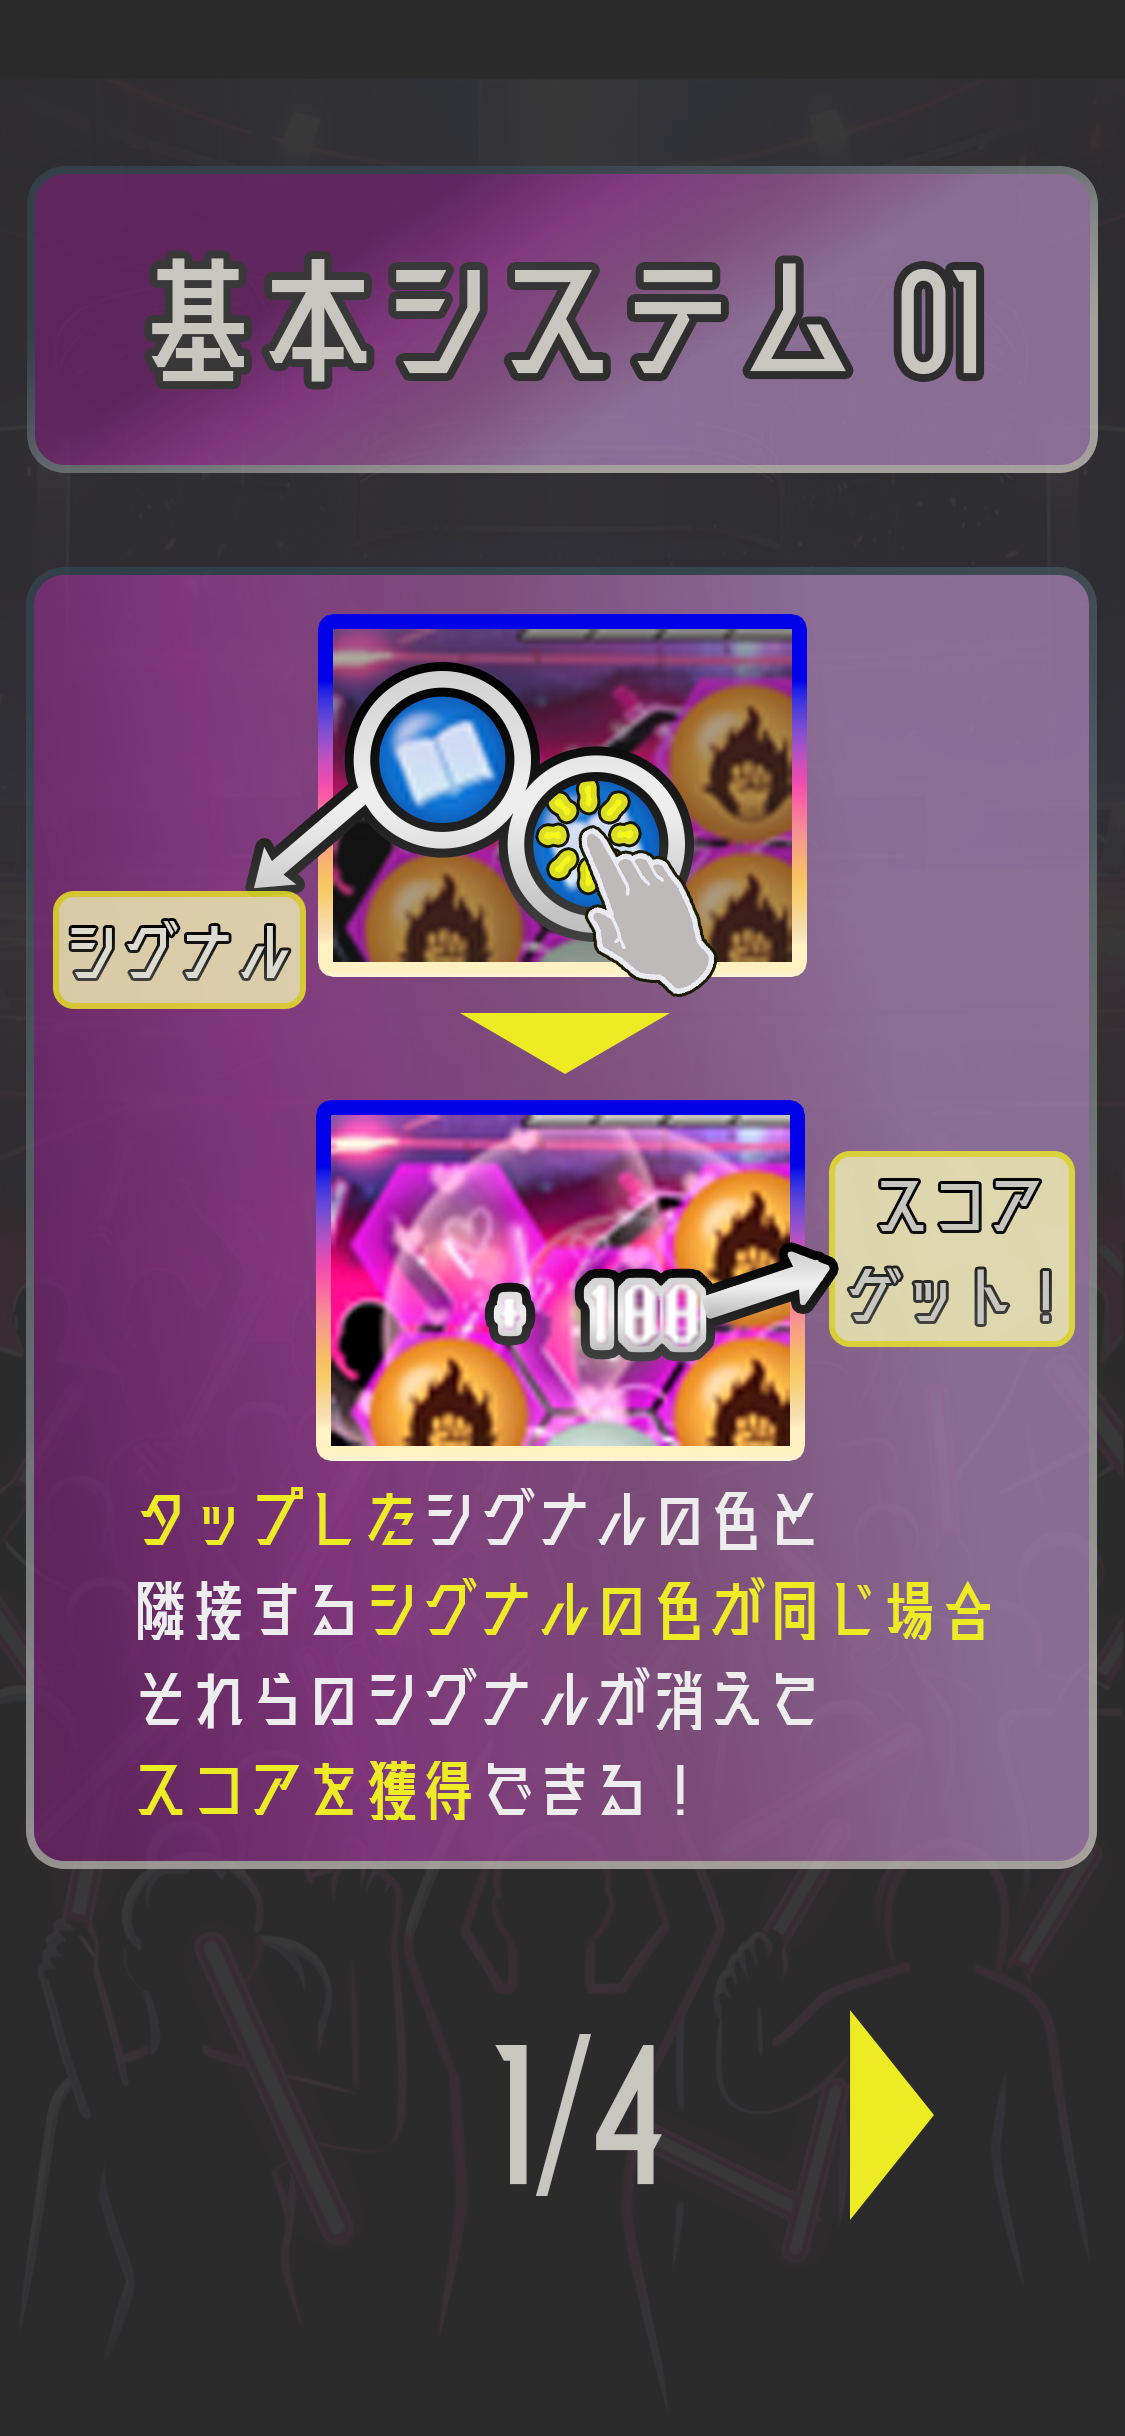 基本システム 01
シグナル
+ 100
スコア
ゲット！
タップしたシグナルの色と
隣接するシグナルの色が同じ場合
それらのシグナルが消えて
スコアを獲得できる！
1/4